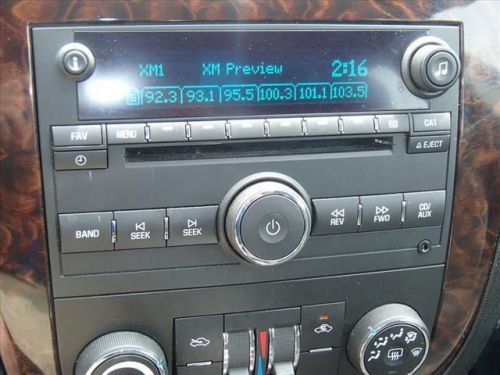 XM1 XM Preview 2:16
92.3 93.1 95.5 100.3 101.1 103.5
FAV MENU EQ CAT
EJECT
BAND SEEK SEEK REV FWD CD/
AUX